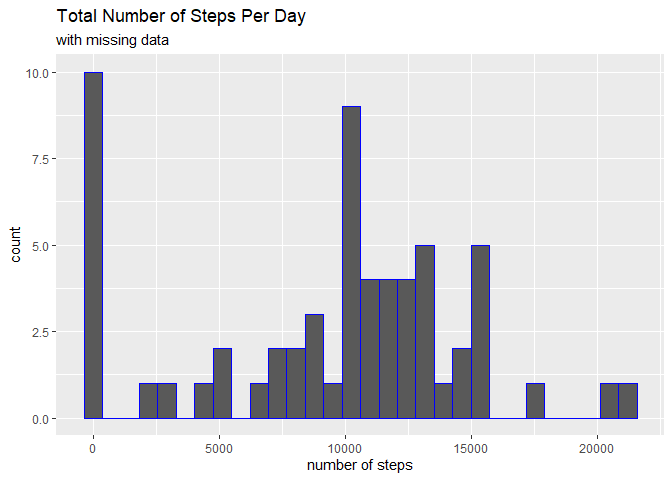 Total Number of Steps Per Day
with missing data
10.0
7.5
5.0
2.5
0.0
count
0 5000 10000 15000 20000
number of steps